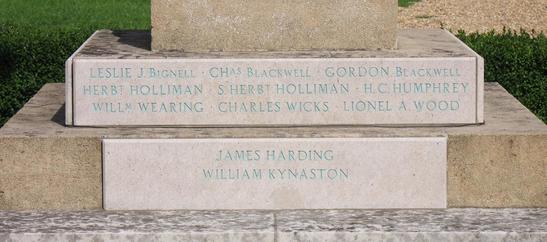 LESLIE J. BIGNELL · CHAS BLACKWELL · GORDON BLACKWELL
HERBT HOLLIMAN · S. HERBT HOLLIMAN · H.C. HUMPHREY
WILLM WEARING · CHARLES WICKS · LIONEL A. WOOD
JAMES HARDING
WILLIAM KYNASTON